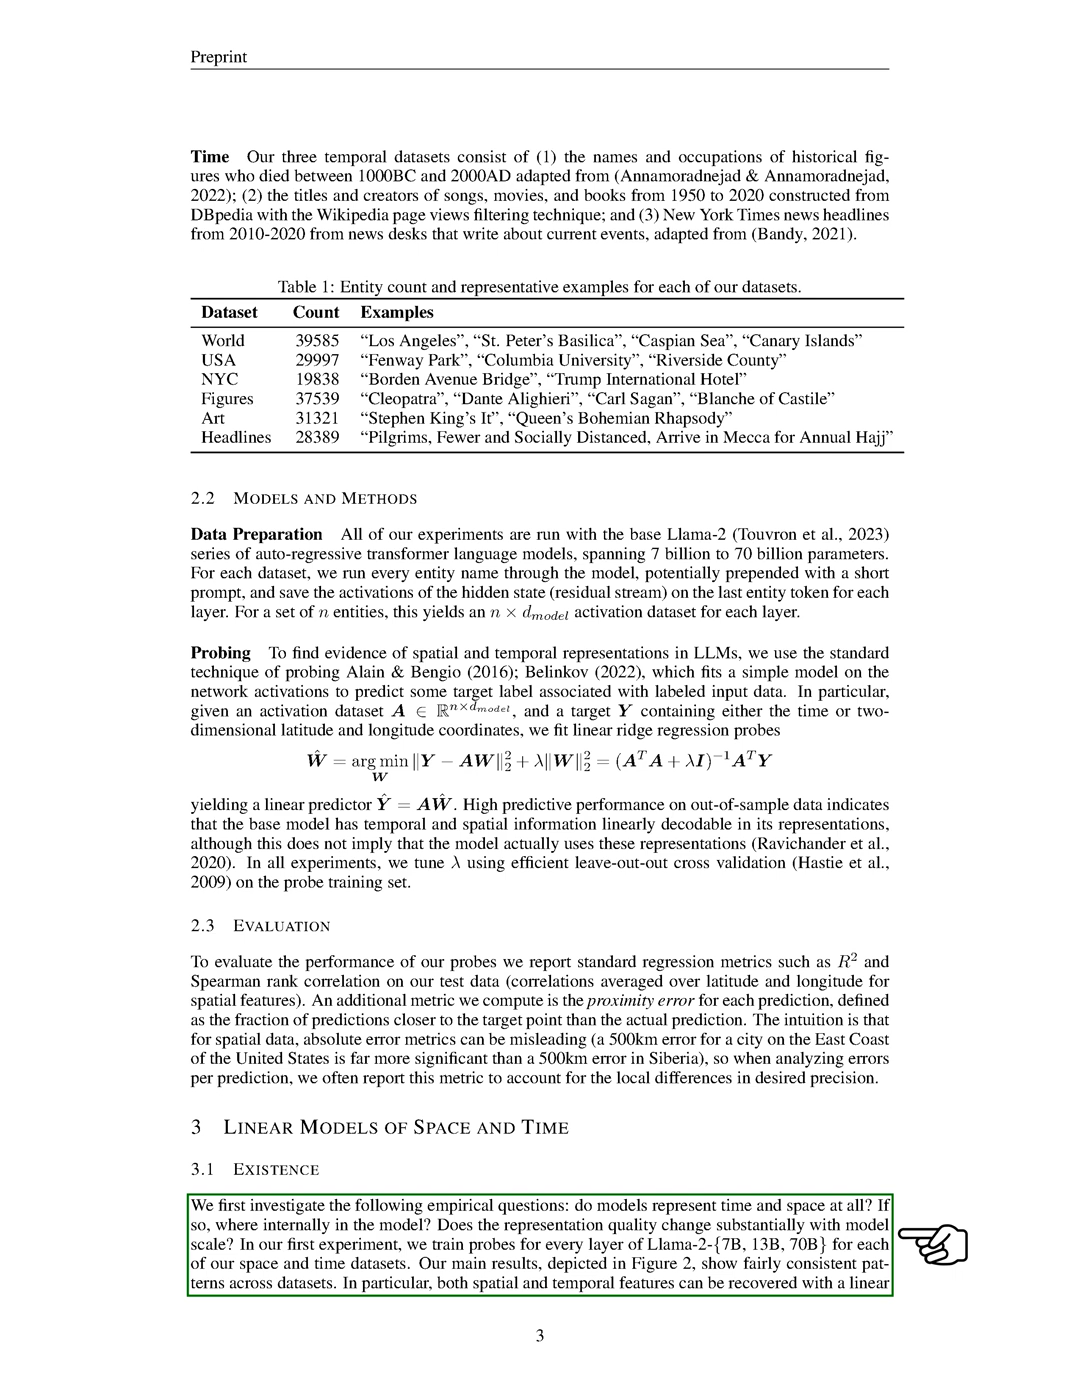 Preprint
Time Our three temporal datasets consist of (1) the names and occupations of historical fig-
ures who died between 1000BC and 2000AD adapted from (Annamoradnejad & Annamoradnejad,
2022); (2) the titles and creators of songs, movies, and books from 1950 to 2020 constructed from
DBpedia with the Wikipedia page views filtering technique; and (3) New York Times news headlines
from 2010-2020 from news desks that write about current events, adapted from (Bandy, 2021).
Table 1: Entity count and representative examples for each of our datasets.
Dataset Count Examples
World 39585 “Los Angeles”, “St. Peter’s Basilica”, “Caspian Sea”, “Canary Islands”
USA 29997 “Fenway Park”, “Columbia University”, “Riverside County”
NYC 19838 “Borden Avenue Bridge”, “Trump International Hotel”
Figures 37539 “Cleopatra”, “Dante Alighieri”, “Carl Sagan”, “Blanche of Castile”
Art 31321 “Stephen King’s It”, “Queen’s Bohemian Rhapsody”
Headlines 28389 “Pilgrims, Fewer and Socially Distanced, Arrive in Mecca for Annual Hajj”
2.2 MODELS AND METHODS
Data Preparation All of our experiments are run with the base Llama-2 (Touvron et al., 2023)
series of auto-regressive transformer language models, spanning 7 billion to 70 billion parameters.
For each dataset, we run every entity name through the model, potentially prepended with a short
prompt, and save the activations of the hidden state (residual stream) on the last entity token for each
layer. For a set of n entities, this yields an n × d_model activation dataset for each layer.
Probing To find evidence of spatial and temporal representations in LLMs, we use the standard
technique of probing Alain & Bengio (2016); Belinkov (2022), which fits a simple model on the
network activations to predict some target label associated with labeled input data. In particular,
given an activation dataset A ∈ ℝ^{n×d_model}, and a target Y containing either the time or two-
dimensional latitude and longitude coordinates, we fit linear ridge regression probes
Ŵ = arg min_W ‖Y − AW‖₂² + λ‖W‖₂² = (AᵀA + λI)⁻¹AᵀY
yielding a linear predictor Ŷ = AŴ. High predictive performance on out-of-sample data indicates
that the base model has temporal and spatial information linearly decodable in its representations,
although this does not imply that the model actually uses these representations (Ravichander et al.,
2020). In all experiments, we tune λ using efficient leave-out-out cross validation (Hastie et al.,
2009) on the probe training set.
2.3 EVALUATION
To evaluate the performance of our probes we report standard regression metrics such as R² and
Spearman rank correlation on our test data (correlations averaged over latitude and longitude for
spatial features). An additional metric we compute is the proximity error for each prediction, defined
as the fraction of predictions closer to the target point than the actual prediction. The intuition is that
for spatial data, absolute error metrics can be misleading (a 500km error for a city on the East Coast
of the United States is far more significant than a 500km error in Siberia), so when analyzing errors
per prediction, we often report this metric to account for the local differences in desired precision.
3 LINEAR MODELS OF SPACE AND TIME
3.1 EXISTENCE
We first investigate the following empirical questions: do models represent time and space at all? If
so, where internally in the model? Does the representation quality change substantially with model
scale? In our first experiment, we train probes for every layer of Llama-2-{7B, 13B, 70B} for each
of our space and time datasets. Our main results, depicted in Figure 2, show fairly consistent pat-
terns across datasets. In particular, both spatial and temporal features can be recovered with a linear
3